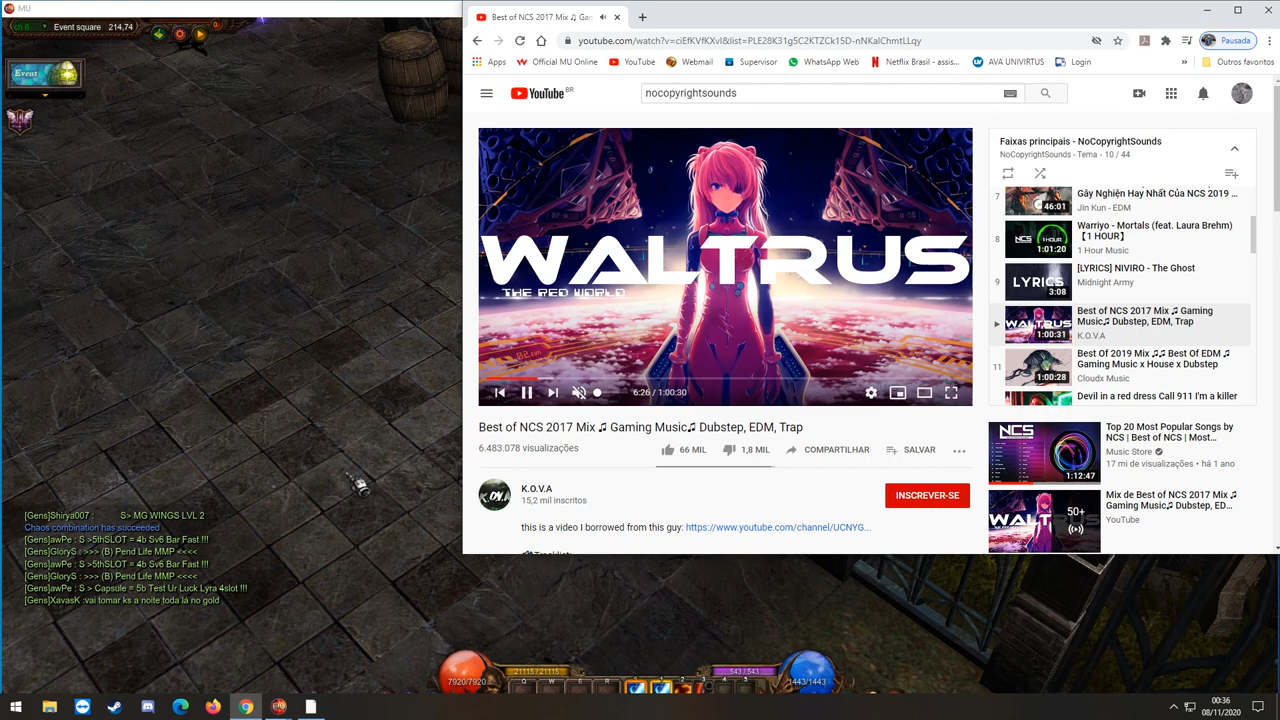 MU
ch 6
Event square
214,74
Event
[Gens]Shirya007 : S> MG WINGS LVL 2
Chaos combination has succeeded
[Gens]awPe : S >5thSLOT = 4b Sv6 Bar Fast !!!
[Gens]GloryS : >>> (B) Pend Life MMP <<<<
[Gens]awPe : S >5thSLOT = 4b Sv6 Bar Fast !!!
[Gens]GloryS : >>> (B) Pend Life MMP <<<<
[Gens]awPe : S > Capsule = 5b Test Ur Luck Lyra 4slot !!!
[Gens]XavasK :vai tomar ks a noite toda lá no gold
7920/7920
21115 / 21115
Q W E R
543 / 543
1443/1443
Best of NCS 2017 Mix ♫ Gam
youtube.com/watch?v=ciEfKVfKXvI&list=PLE28K31g5C2KTZCk15D-nNKalChmtLLqy
Pausada
Apps
Official MU Online
YouTube
Webmail
Supervisor
WhatsApp Web
Netflix Brasil - assis...
AVA UNIVIRTUS
Login
»
Outros favoritos
YouTube BR
nocopyrightsounds
WALTRUS
THE RED WORLD
6:26 / 1:00:30
Best of NCS 2017 Mix ♫ Gaming Music♫ Dubstep, EDM, Trap
6.483.078 visualizações
66 MIL
1,8 MIL
COMPARTILHAR
SALVAR
K.O.V.A
15,2 mil inscritos
INSCREVER-SE
this is a video I borrowed from this guy: https://www.youtube.com/channel/UCNYG...
Faixas principais - NoCopyrightSounds
NoCopyrightSounds - Tema - 10 / 44
7
Gây Nghiện Hay Nhất Của NCS 2019 ...
Jin Kun - EDM
46:01
8
Warriyo - Mortals (feat. Laura Brehm)
【1 HOUR】
1 Hour Music
NCS
1 HOUR
1:01:20
9
[LYRICS] NIVIRO - The Ghost
Midnight Army
LYRICS
3:08
Best of NCS 2017 Mix ♫ Gaming
Music♫ Dubstep, EDM, Trap
K.O.V.A
WALTRUS
1:00:31
11
Best Of 2019 Mix ♫♫ Best Of EDM ♫
Gaming Music x House x Dubstep
Cloudx Music
1:00:28
Devil in a red dress Call 911 I'm a killer
NCS
Top 20 Most Popular Songs by
NCS | Best of NCS | Most...
Music Store
17 mi de visualizações • há 1 ano
1:12:47
Mix de Best of NCS 2017 Mix ♫
Gaming Music♫ Dubstep, ED...
YouTube
50+
00:36
08/11/2020